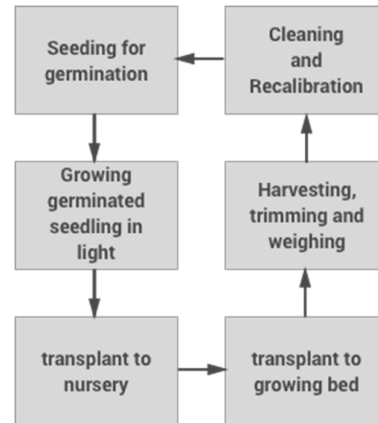 Seeding for
germination
Growing
germinated
seedling in
light
transplant to
nursery
transplant to
growing bed
Harvesting,
trimming and
weighing
Cleaning
and
Recalibration